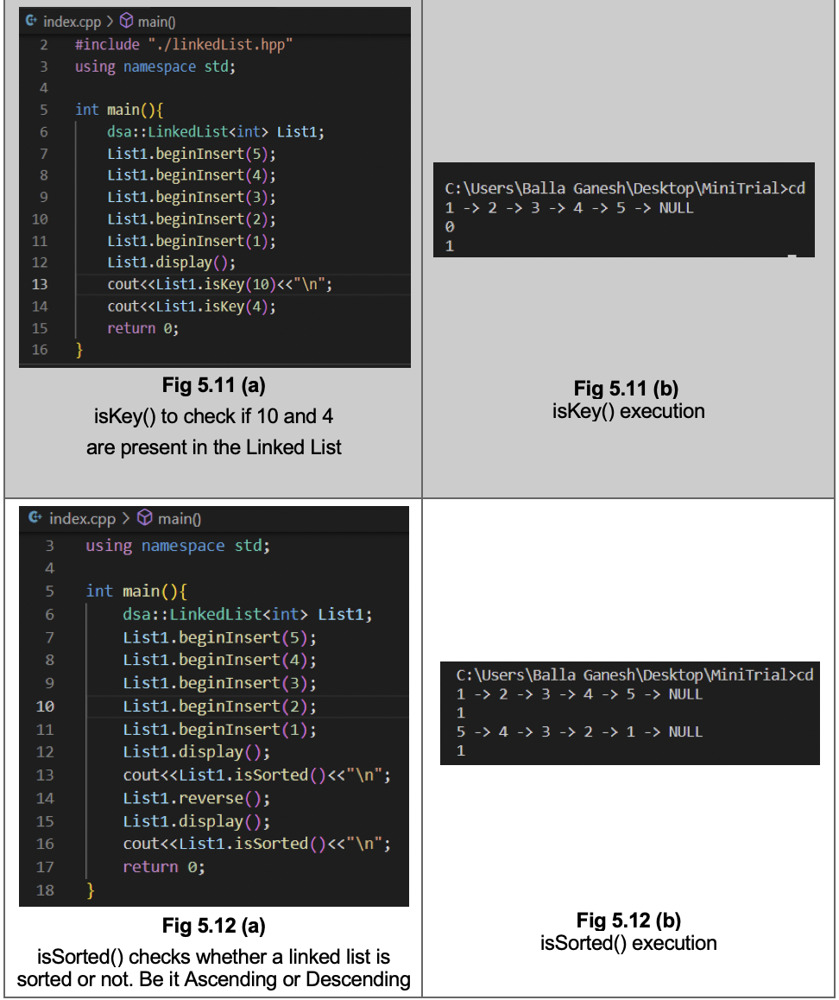 index.cpp > main()
2 #include "./linkedList.hpp"
3 using namespace std;
4
5 int main(){
6 dsa::LinkedList<int> List1;
7 List1.beginInsert(5);
8 List1.beginInsert(4);
9 List1.beginInsert(3);
10 List1.beginInsert(2);
11 List1.beginInsert(1);
12 List1.display();
13 cout<<List1.isKey(10)<<"\n";
14 cout<<List1.isKey(4);
15 return 0;
16 }
Fig 5.11 (a)
isKey() to check if 10 and 4
are present in the Linked List
C:\Users\Balla Ganesh\Desktop\MiniTrial>cd
1 -> 2 -> 3 -> 4 -> 5 -> NULL
0
1
Fig 5.11 (b)
isKey() execution
index.cpp > main()
3 using namespace std;
4
5 int main(){
6 dsa::LinkedList<int> List1;
7 List1.beginInsert(5);
8 List1.beginInsert(4);
9 List1.beginInsert(3);
10 List1.beginInsert(2);
11 List1.beginInsert(1);
12 List1.display();
13 cout<<List1.isSorted()<<"\n";
14 List1.reverse();
15 List1.display();
16 cout<<List1.isSorted()<<"\n";
17 return 0;
18 }
Fig 5.12 (a)
isSorted() checks whether a linked list is
sorted or not. Be it Ascending or Descending
C:\Users\Balla Ganesh\Desktop\MiniTrial>cd
1 -> 2 -> 3 -> 4 -> 5 -> NULL
1
5 -> 4 -> 3 -> 2 -> 1 -> NULL
1
Fig 5.12 (b)
isSorted() execution